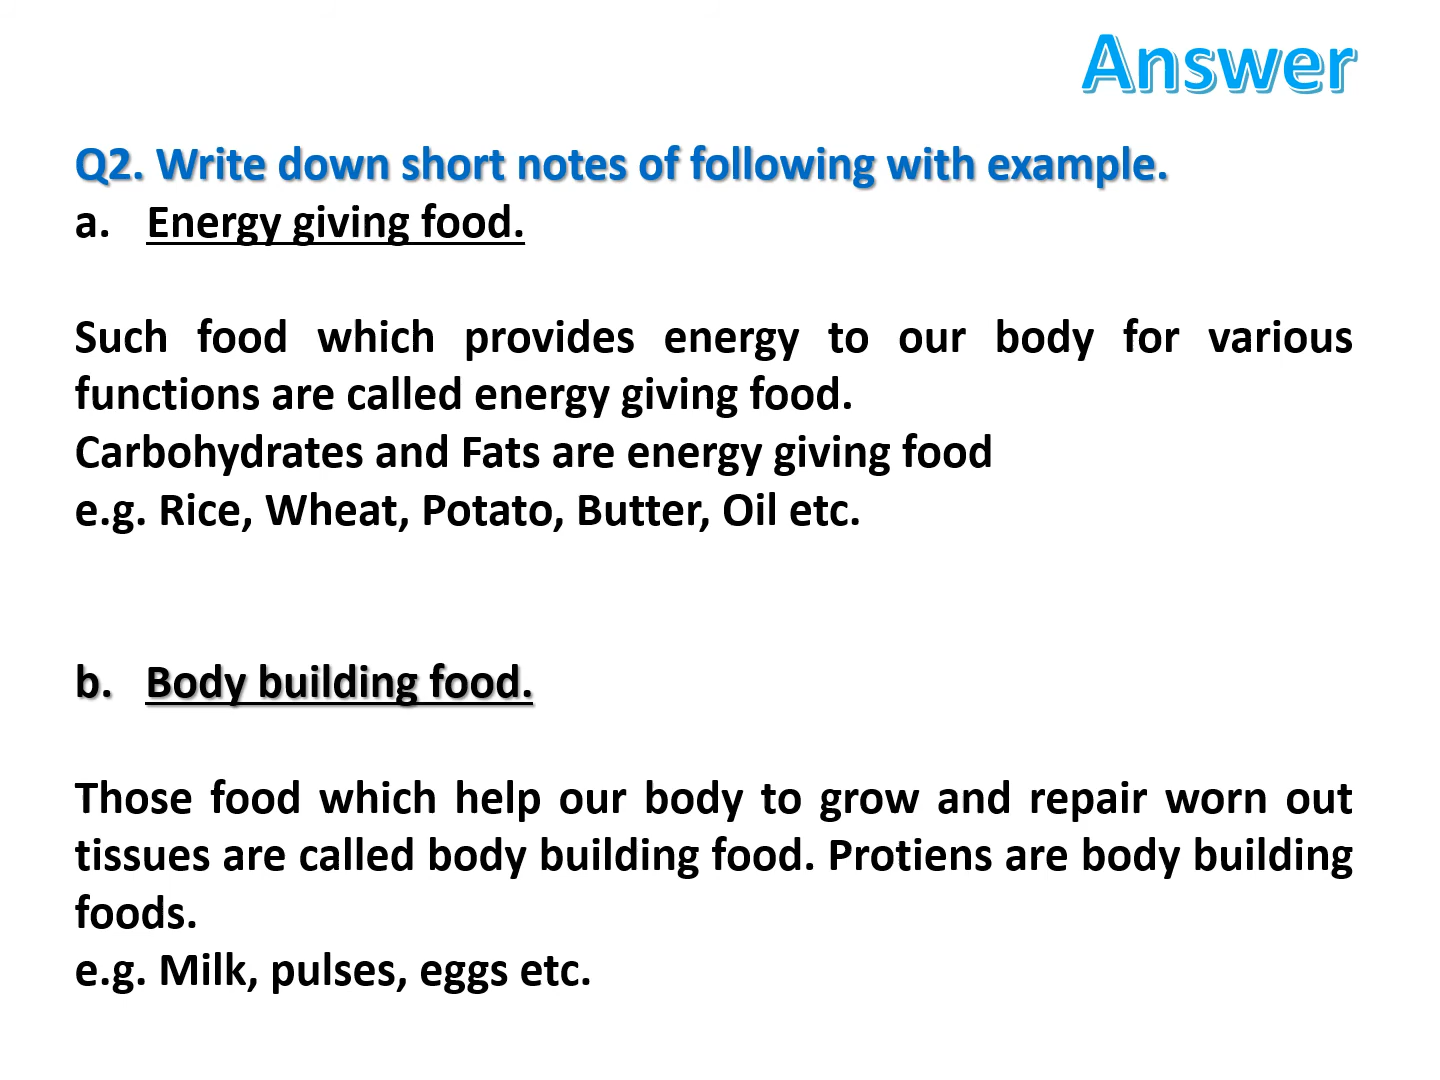 Answer
Q2. Write down short notes of following with example.
a. Energy giving food.
Such food which provides energy to our body for various
functions are called energy giving food.
Carbohydrates and Fats are energy giving food
e.g. Rice, Wheat, Potato, Butter, Oil etc.
b. Body building food.
Those food which help our body to grow and repair worn out
tissues are called body building food. Protiens are body building
foods.
e.g. Milk, pulses, eggs etc.